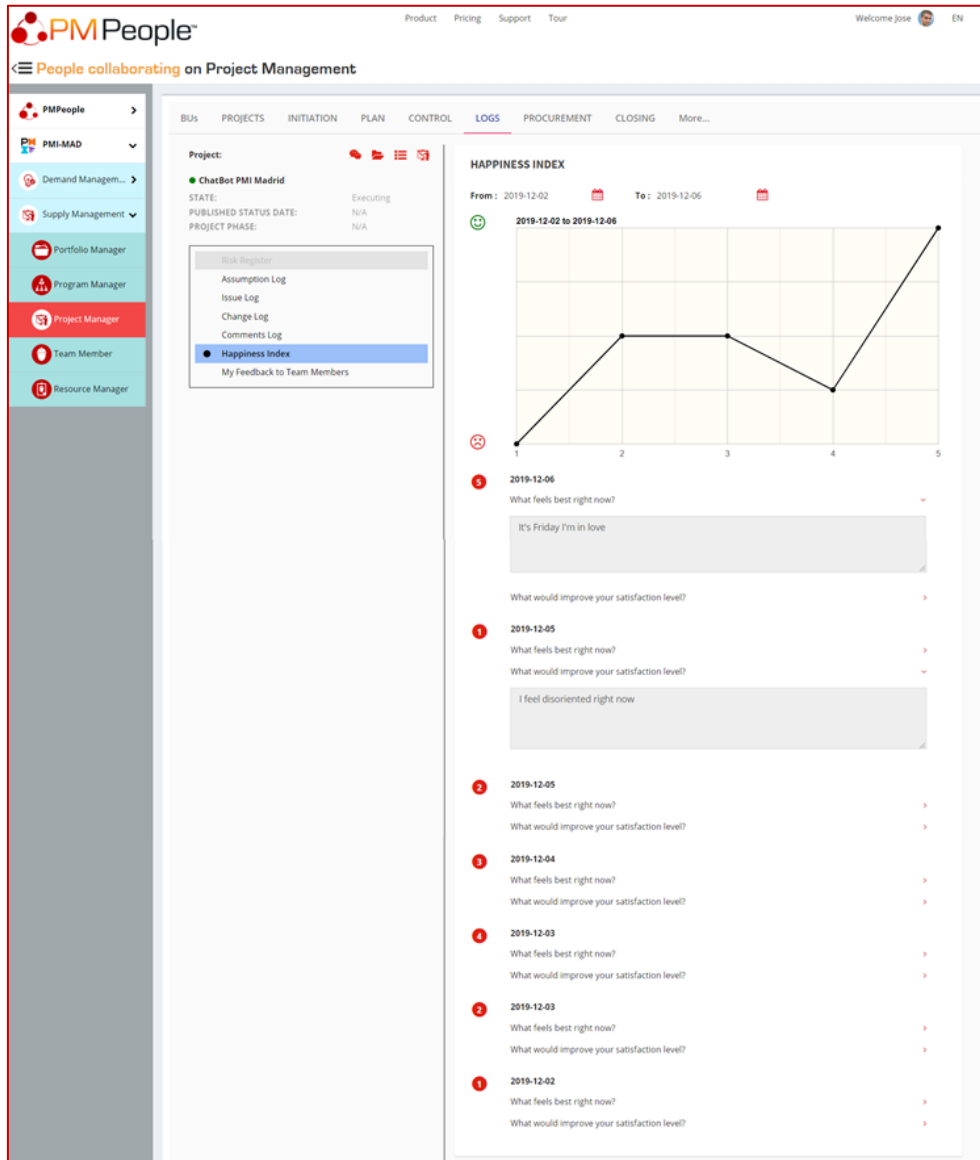 PMPeople™
Product Pricing Support Tour
Welcome Jose EN
People collaborating on Project Management
PMPeople
PMI-MAD
Demand Managem...
Supply Management
Portfolio Manager
Program Manager
Project Manager
Team Member
Resource Manager
BUs PROJECTS INITIATION PLAN CONTROL LOGS PROCUREMENT CLOSING More...
Project:
ChatBot PMI Madrid
STATE: Executing
PUBLISHED STATUS DATE: N/A
PROJECT PHASE: N/A
Risk Register
Assumption Log
Issue Log
Change Log
Comments Log
Happiness Index
My Feedback to Team Members
HAPPINESS INDEX
From : 2019-12-02 To : 2019-12-06
2019-12-02 to 2019-12-06
1 2 3 4 5
5 2019-12-06
What feels best right now?
It's Friday I'm in love
What would improve your satisfaction level?
1 2019-12-05
What feels best right now?
What would improve your satisfaction level?
I feel disoriented right now
2 2019-12-05
What feels best right now?
What would improve your satisfaction level?
3 2019-12-04
What feels best right now?
What would improve your satisfaction level?
4 2019-12-03
What feels best right now?
What would improve your satisfaction level?
2 2019-12-03
What feels best right now?
What would improve your satisfaction level?
1 2019-12-02
What feels best right now?
What would improve your satisfaction level?